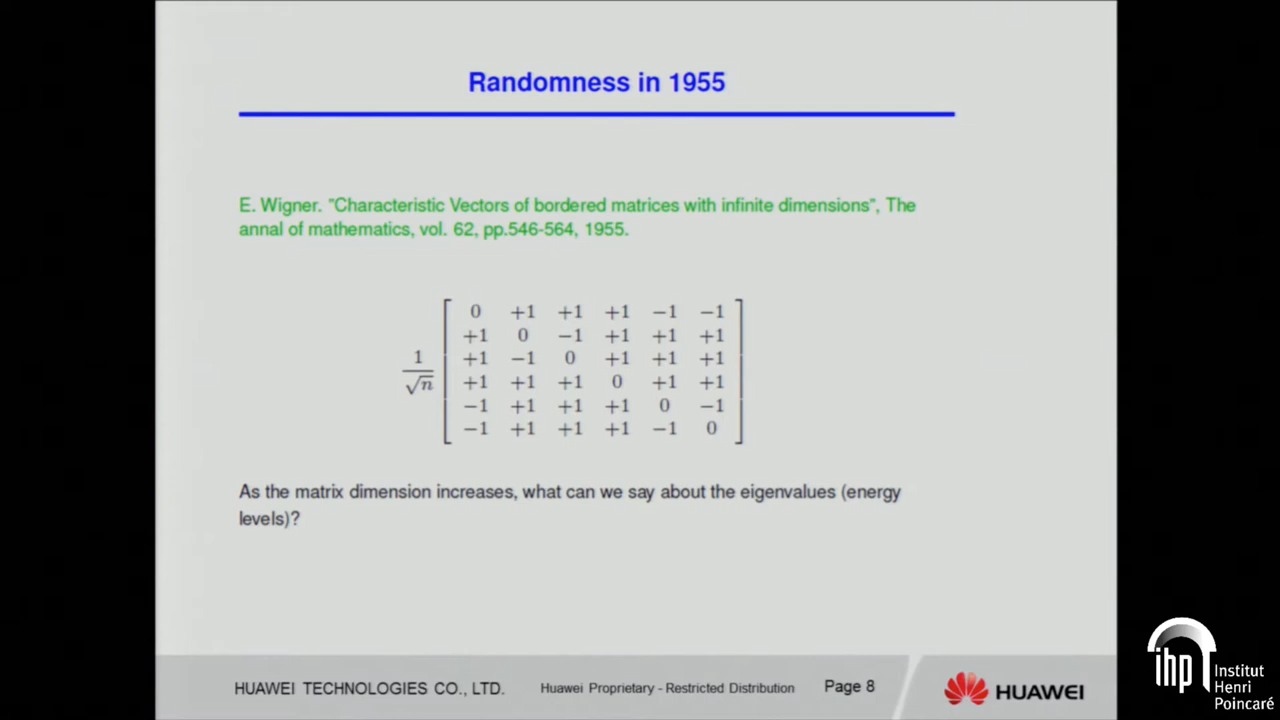 Randomness in 1955
E. Wigner. "Characteristic Vectors of bordered matrices with infinite dimensions", The
annal of mathematics, vol. 62, pp.546-564, 1955.
0 +1 +1 +1 −1 −1
+1 0 −1 +1 +1 +1
1 +1 −1 0 +1 +1 +1
√n +1 +1 +1 0 +1 +1
−1 +1 +1 +1 0 −1
−1 +1 +1 +1 −1 0
As the matrix dimension increases, what can we say about the eigenvalues (energy
levels)?
HUAWEI TECHNOLOGIES CO., LTD. Huawei Proprietary - Restricted Distribution Page 8 HUAWEI
ihp Institut
Henri
Poincaré